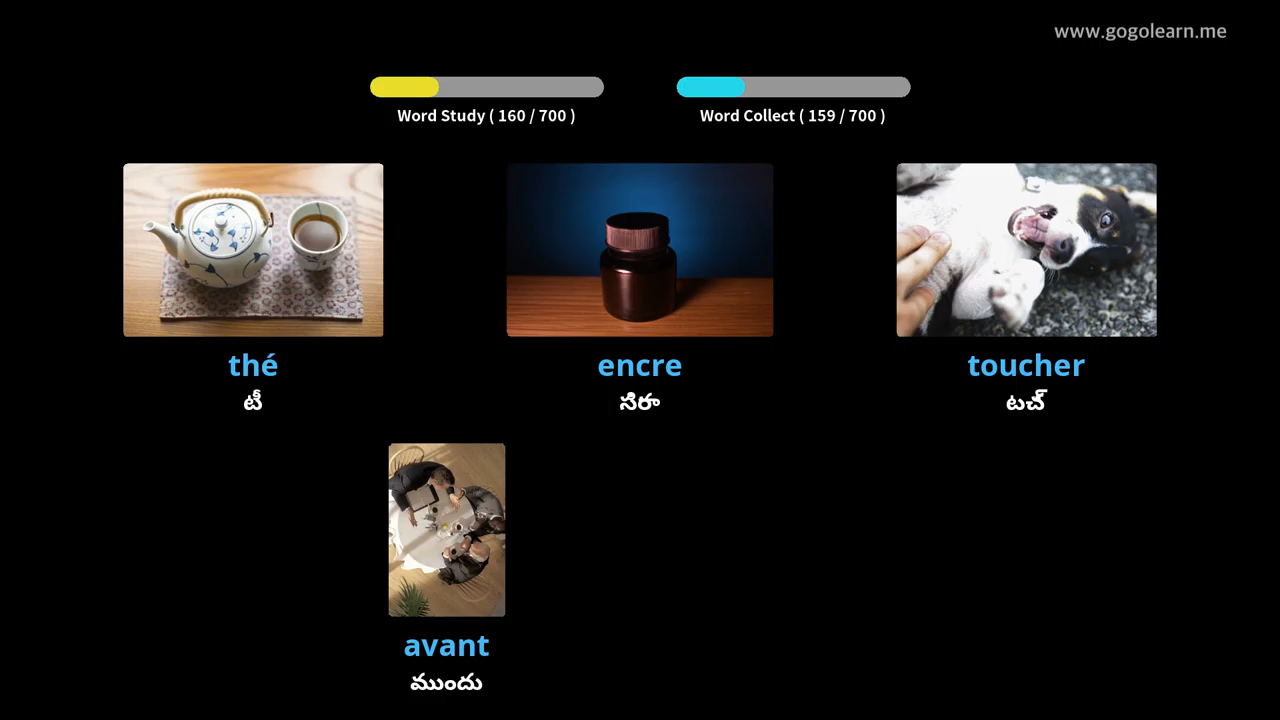 www.gogolearn.me
Word Study ( 160 / 700 )
Word Collect ( 159 / 700 )
thé
encre
toucher
టీ
సిరా
టచ్
avant
ముందు